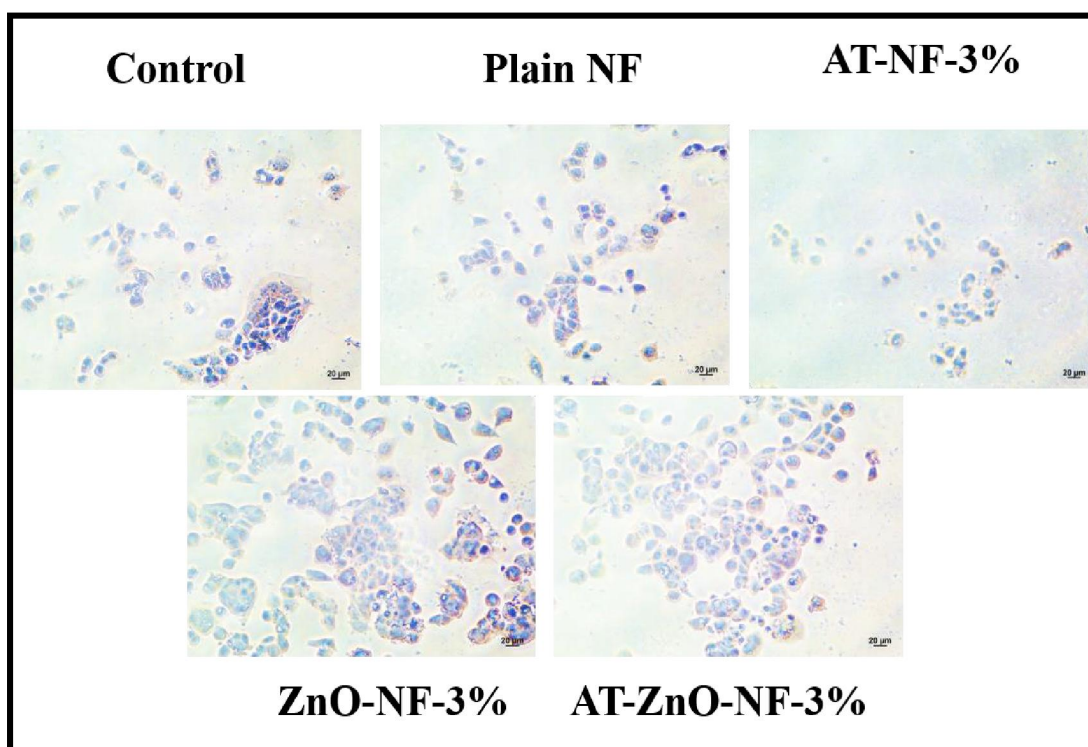 Control Plain NF AT-NF-3%
20 µm 20 µm 20 µm
20 µm 20 µm
ZnO-NF-3% AT-ZnO-NF-3%